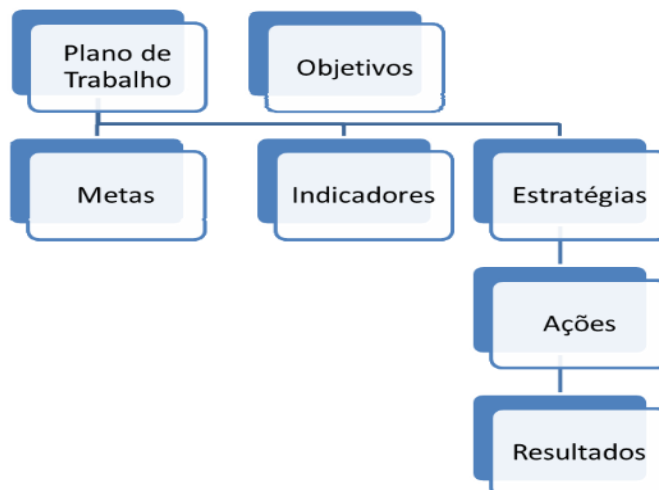 Plano de
Trabalho
Objetivos
Metas
Indicadores
Estratégias
Ações
Resultados